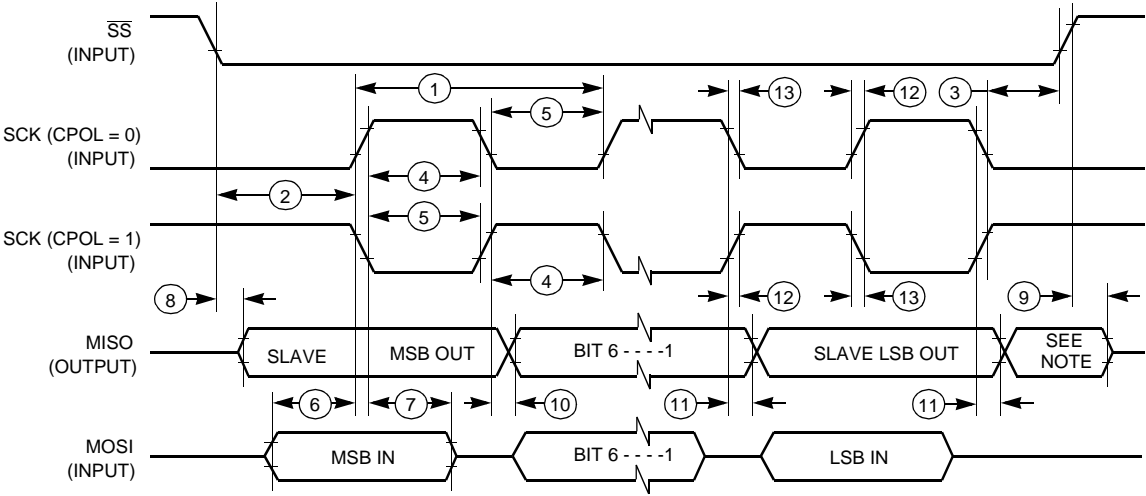 SS
(INPUT)
1
13
12
3
5
SCK (CPOL = 0)
(INPUT)
4
2
5
SCK (CPOL = 1)
(INPUT)
4
8
12
13
9
MISO
(OUTPUT)
SLAVE
MSB OUT
BIT 6 - - - -1
SLAVE LSB OUT
SEE
NOTE
6
7
10
11
11
MOSI
(INPUT)
MSB IN
BIT 6 - - - -1
LSB IN